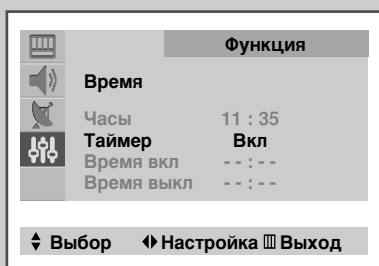 Функция
Время
Часы 11 : 35
Таймер Вкл
Время вкл - - : - -
Время выкл - - : - -
Выбор Настройка Выход